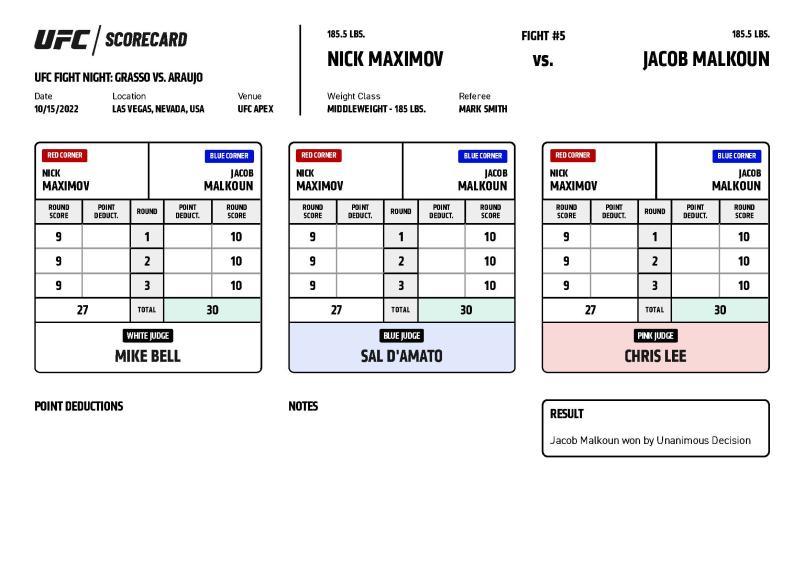 UFC / SCORECARD
UFC FIGHT NIGHT: GRASSO VS. ARAUJO
Date Location Venue
10/15/2022 LAS VEGAS, NEVADA, USA UFC APEX
185.5 LBS. FIGHT #5 185.5 LBS.
NICK MAXIMOV VS. JACOB MALKOUN
Weight Class Referee
MIDDLEWEIGHT - 185 LBS. MARK SMITH
RED CORNER BLUE CORNER
NICK JACOB
MAXIMOV MALKOUN
ROUND SCORE POINT DEDUCT. ROUND POINT DEDUCT. ROUND SCORE
9 1 10
9 2 10
9 3 10
27 TOTAL 30
WHITE JUDGE
MIKE BELL
RED CORNER BLUE CORNER
NICK JACOB
MAXIMOV MALKOUN
ROUND SCORE POINT DEDUCT. ROUND POINT DEDUCT. ROUND SCORE
9 1 10
9 2 10
9 3 10
27 TOTAL 30
BLUE JUDGE
SAL D'AMATO
RED CORNER BLUE CORNER
NICK JACOB
MAXIMOV MALKOUN
ROUND SCORE POINT DEDUCT. ROUND POINT DEDUCT. ROUND SCORE
9 1 10
9 2 10
9 3 10
27 TOTAL 30
PINK JUDGE
CHRIS LEE
POINT DEDUCTIONS
NOTES
RESULT
Jacob Malkoun won by Unanimous Decision